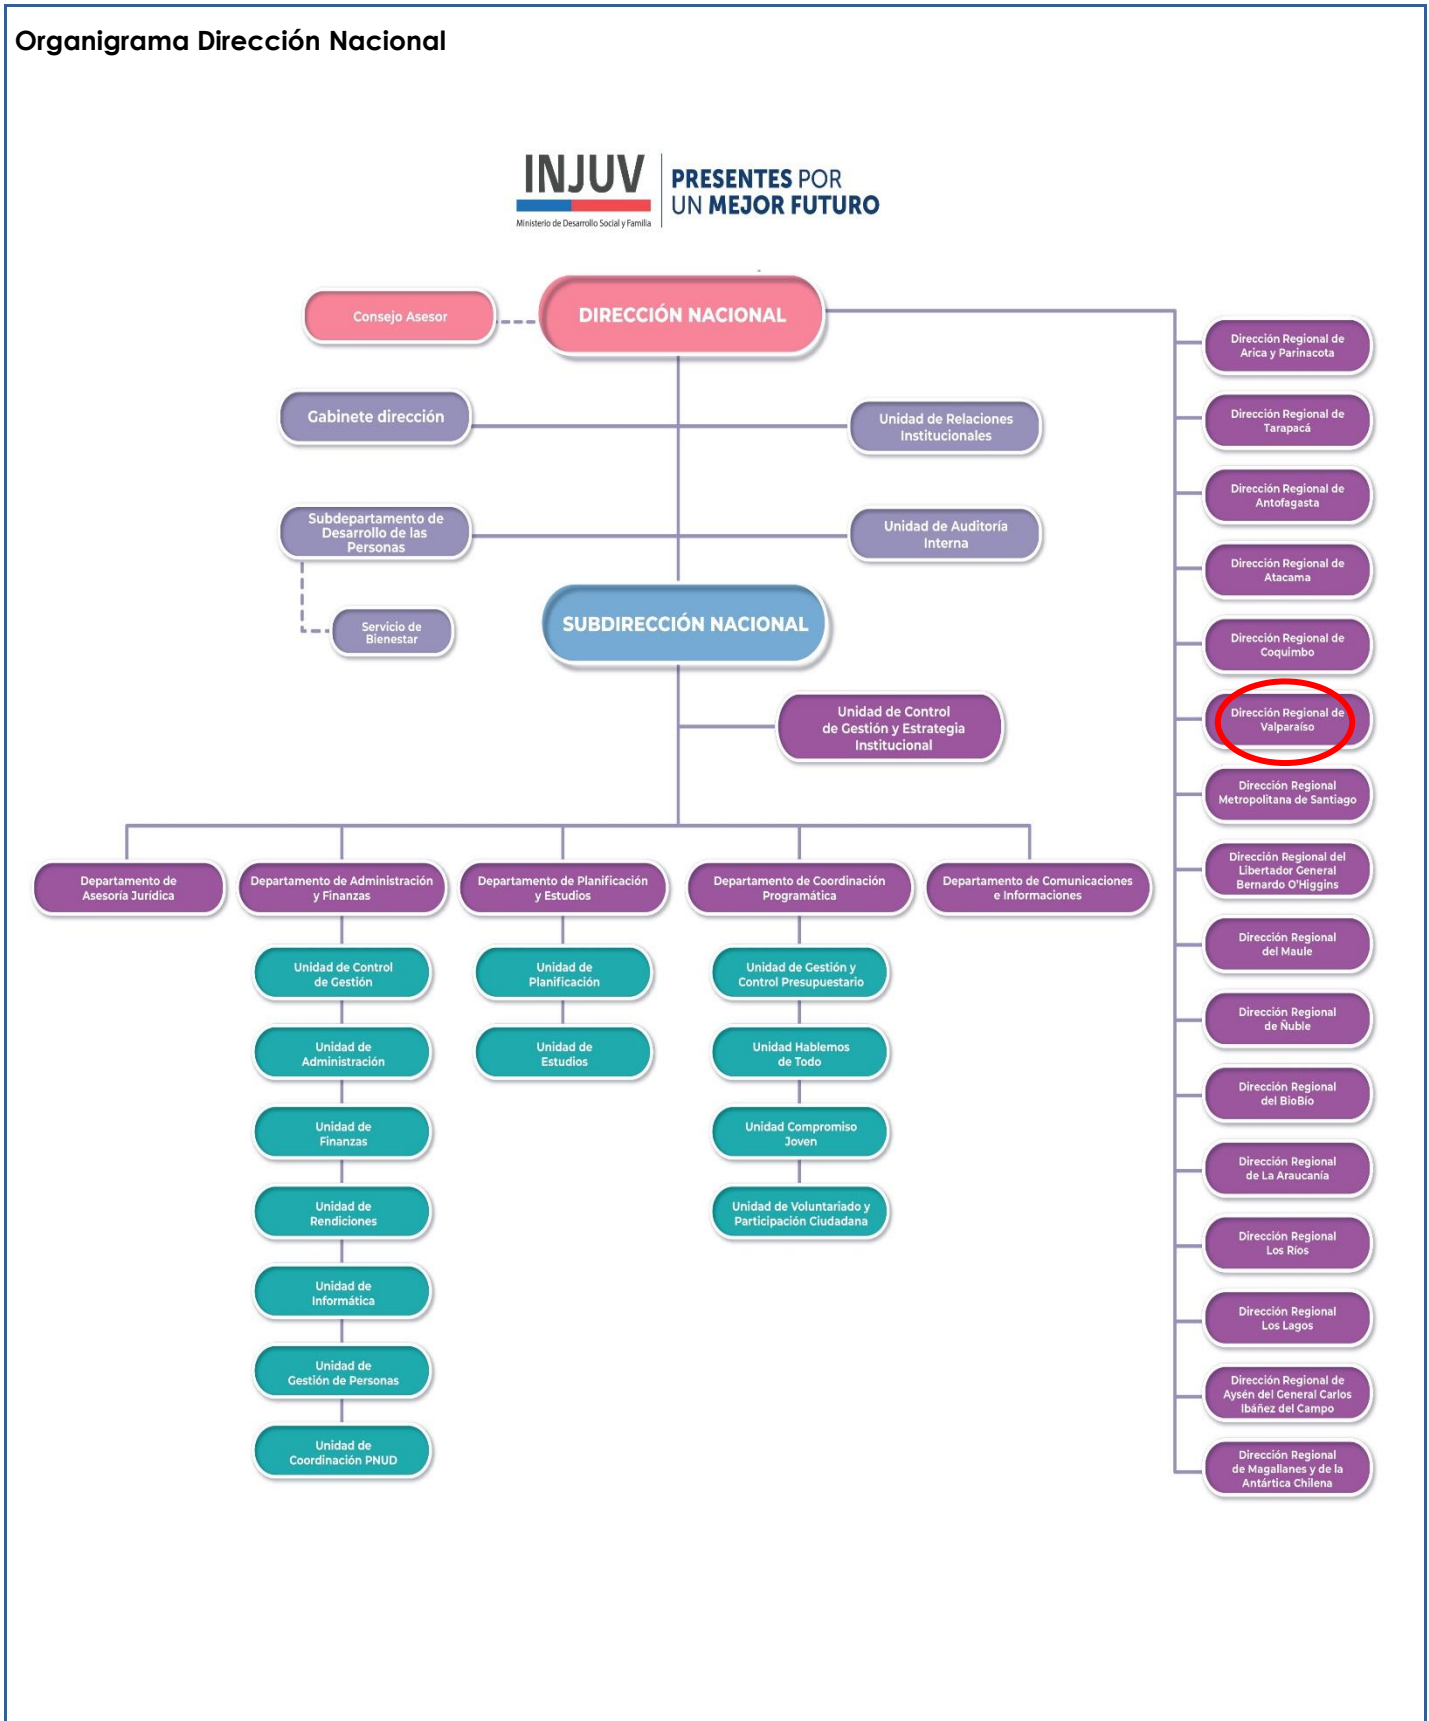 Organigrama Dirección Nacional
INJUV
Ministerio de Desarrollo Social y Familia
PRESENTES POR
UN MEJOR FUTURO
Consejo Asesor
DIRECCIÓN NACIONAL
Gabinete dirección
Unidad de Relaciones
Institucionales
Subdepartamento de
Desarrollo de las
Personas
Unidad de Auditoría
Interna
Servicio de
Bienestar
SUBDIRECCIÓN NACIONAL
Unidad de Control
de Gestión y Estrategia
Institucional
Departamento de
Asesoría Jurídica
Departamento de Administración
y Finanzas
Departamento de Planificación
y Estudios
Departamento de Coordinación
Programática
Departamento de Comunicaciones
e Informaciones
Unidad de Control
de Gestión
Unidad de
Administración
Unidad de
Finanzas
Unidad de
Rendiciones
Unidad de
Informática
Unidad de
Gestión de Personas
Unidad de
Coordinación PNUD
Unidad de
Planificación
Unidad de
Estudios
Unidad de Gestión y
Control Presupuestario
Unidad Hablemos
de Todo
Unidad Compromiso
Joven
Unidad de Voluntariado y
Participación Ciudadana
Dirección Regional de
Arica y Parinacota
Dirección Regional de
Tarapacá
Dirección Regional de
Antofagasta
Dirección Regional de
Atacama
Dirección Regional de
Coquimbo
Dirección Regional de
Valparaíso
Dirección Regional
Metropolitana de Santiago
Dirección Regional del
Libertador General
Bernardo O'Higgins
Dirección Regional
del Maule
Dirección Regional
de Ñuble
Dirección Regional
del BioBío
Dirección Regional
de La Araucanía
Dirección Regional
Los Ríos
Dirección Regional
Los Lagos
Dirección Regional de
Aysén del General Carlos
Ibáñez del Campo
Dirección Regional
de Magallanes y de la
Antártica Chilena